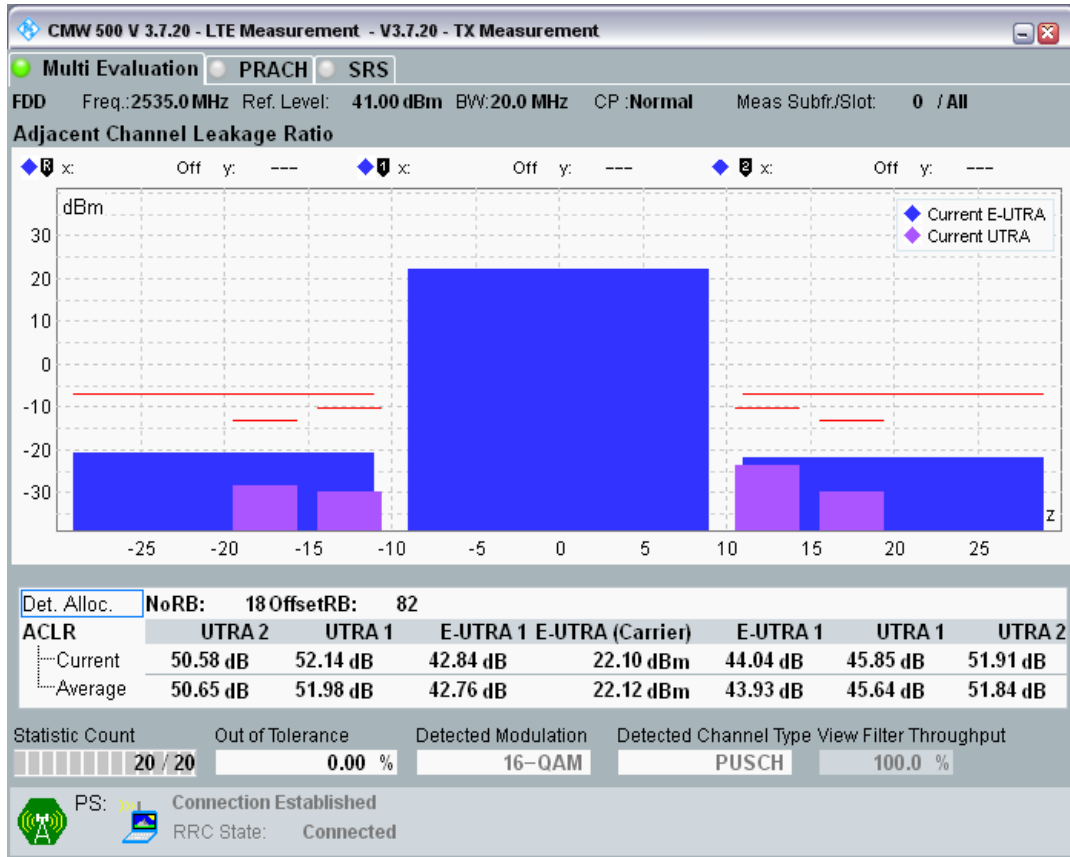 CMW 500 V 3.7.20 - LTE Measurement - V3.7.20 - TX Measurement
Multi Evaluation PRACH SRS
FDD Freq.:2535.0 MHz Ref. Level: 41.00 dBm BW:20.0 MHz CP :Normal Meas Subfr./Slot: 0 / All
Adjacent Channel Leakage Ratio
R x: Off y: --- 1 x: Off y: --- 2 x: Off y: ---
dBm
Current E-UTRA
Current UTRA
30
20
10
0
-10
-20
-30
z
-25 -20 -15 -10 -5 0 5 10 15 20 25
Det. Alloc. NoRB: 18 OffsetRB: 82
ACLR UTRA 2 UTRA 1 E-UTRA 1 E-UTRA (Carrier) E-UTRA 1 UTRA 1 UTRA 2
Current 50.58 dB 52.14 dB 42.84 dB 22.10 dBm 44.04 dB 45.85 dB 51.91 dB
Average 50.65 dB 51.98 dB 42.76 dB 22.12 dBm 43.93 dB 45.64 dB 51.84 dB
Statistic Count Out of Tolerance Detected Modulation Detected Channel Type View Filter Throughput
20 / 20 0.00 % 16-QAM PUSCH 100.0 %
PS: Connection Established
RRC State: Connected